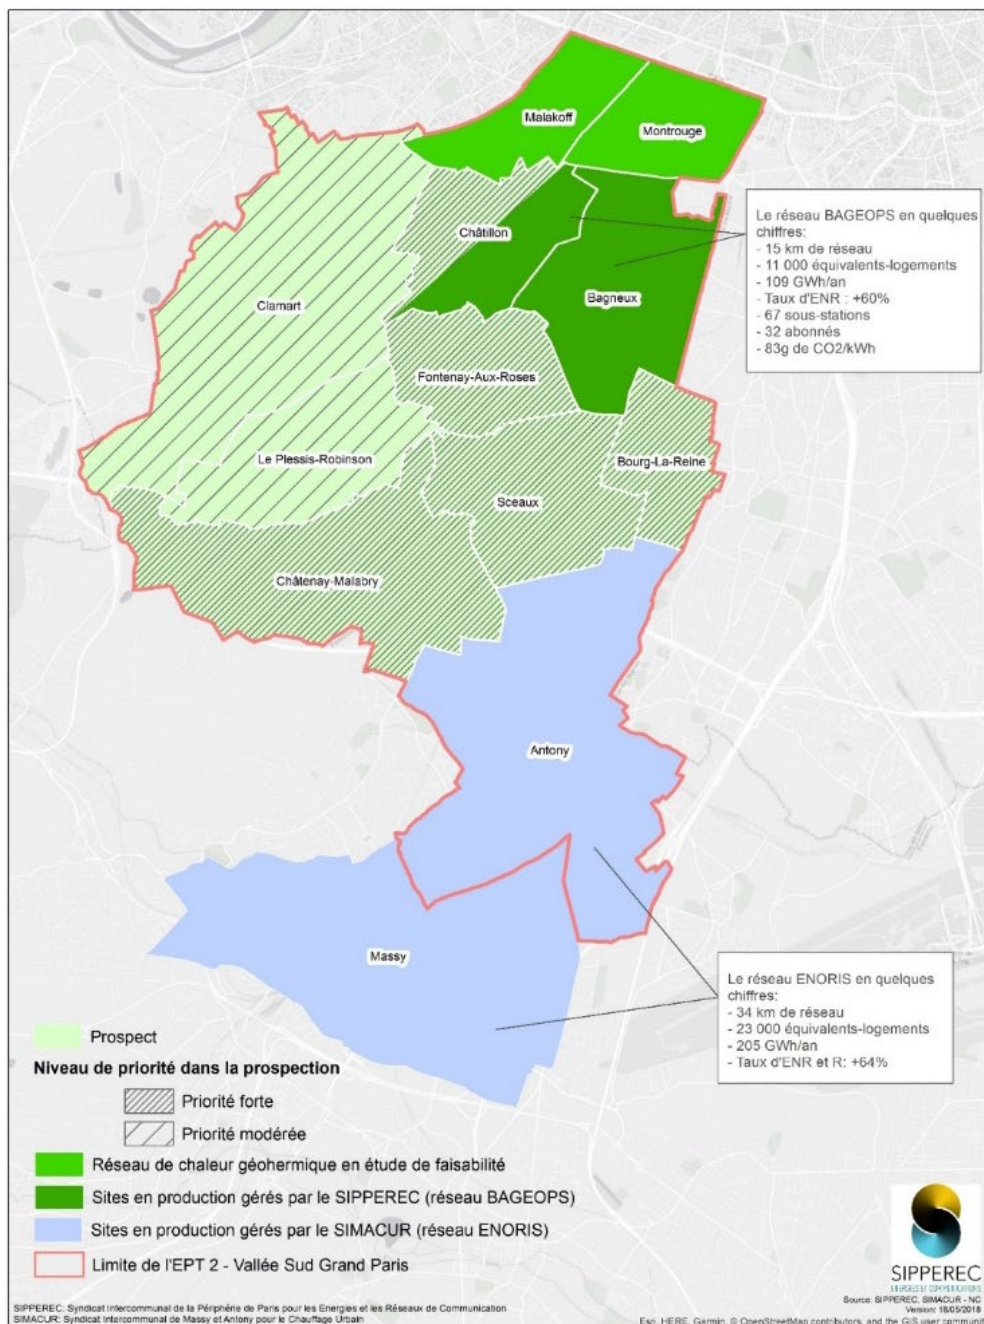 Malakoff
Montrouge
Châtillon
Bagneux
Clamart
Fontenay-Aux-Roses
Le Plessis-Robinson
Bourg-La-Reine
Sceaux
Châtenay-Malabry
Antony
Massy
Le réseau BAGEOPS en quelques
chiffres:
- 15 km de réseau
- 11 000 équivalents-logements
- 109 GWh/an
- Taux d'ENR : +60%
- 67 sous-stations
- 32 abonnés
- 83g de CO2/kWh
Le réseau ENORIS en quelques
chiffres:
- 34 km de réseau
- 23 000 équivalents-logements
- 205 GWh/an
- Taux d'ENR et R: +64%
Prospect
Niveau de priorité dans la prospection
Priorité forte
Priorité modérée
Réseau de chaleur géohermique en étude de faisabilité
Sites en production gérés par le SIPPEREC (réseau BAGEOPS)
Sites en production gérés par le SIMACUR (réseau ENORIS)
Limite de l'EPT 2 - Vallée Sud Grand Paris
SIPPEREC
ENERGIES ET COMMUNICATIONS
Source: SIPPEREC, SIMACUR - NC
Version: 18/05/2018
SIPPEREC: Syndicat Intercommunal de la Périphérie de Paris pour les Energies et les Réseaux de Communication
SIMACUR: Syndicat Intercommunal de Massy et Antony pour le Chauffage Urbain
Esri, HERE, Garmin, © OpenStreetMap contributors, and the GIS user communit